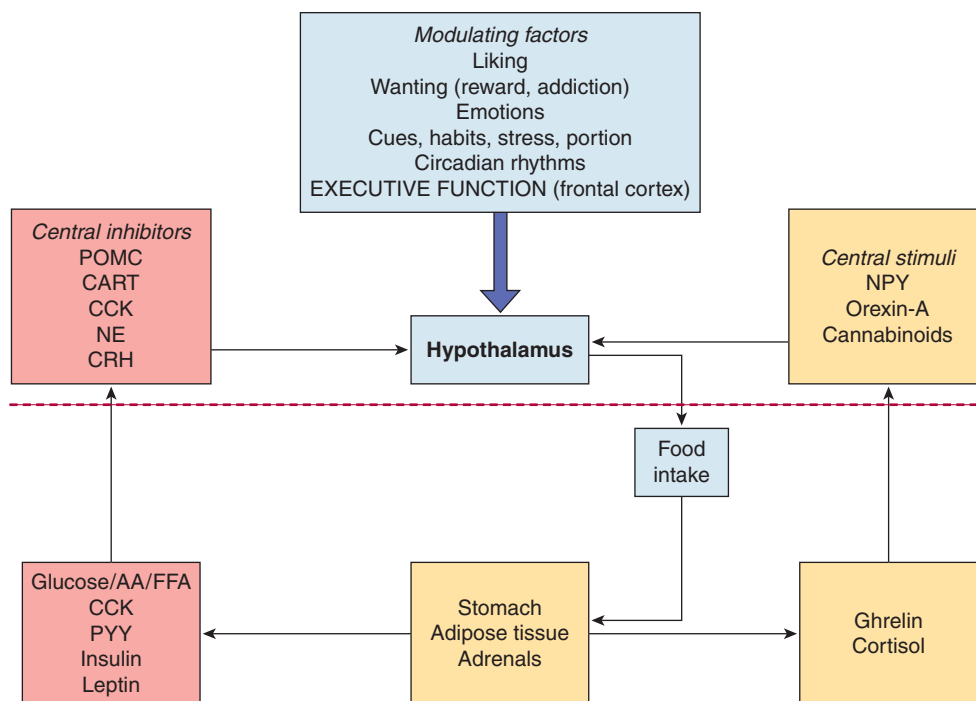 Modulating factors
Liking
Wanting (reward, addiction)
Emotions
Cues, habits, stress, portion
Circadian rhythms
EXECUTIVE FUNCTION (frontal cortex)
Central inhibitors
POMC
CART
CCK
NE
CRH
Hypothalamus
Central stimuli
NPY
Orexin-A
Cannabinoids
Food
intake
Glucose/AA/FFA
CCK
PYY
Insulin
Leptin
Stomach
Adipose tissue
Adrenals
Ghrelin
Cortisol